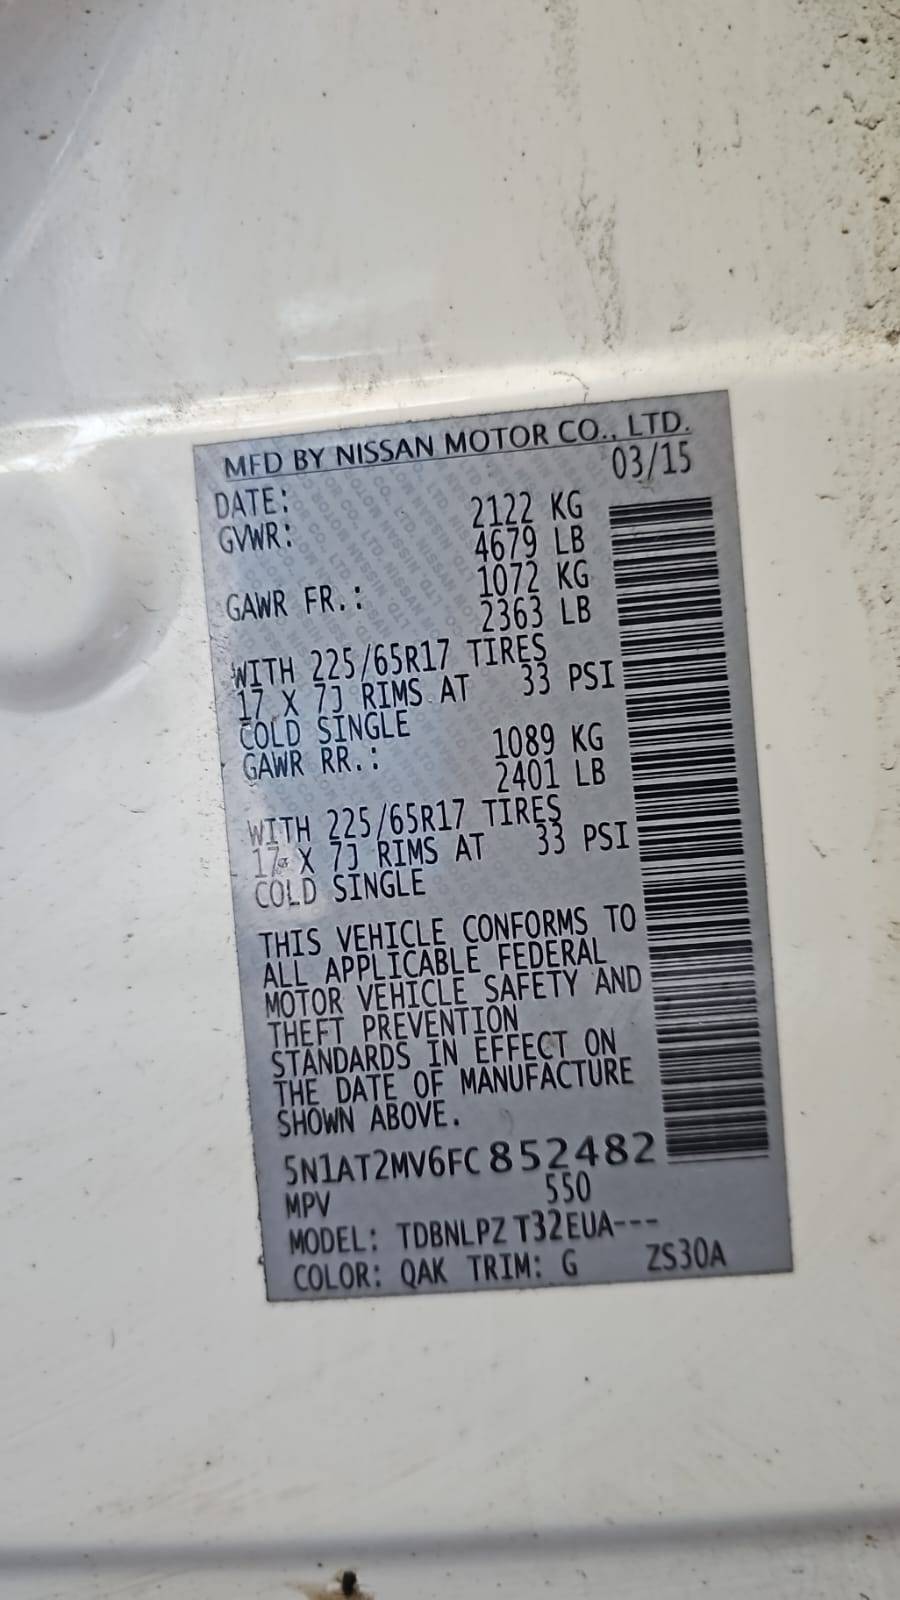 MFD BY NISSAN MOTOR CO., LTD.
DATE: 03/15
GVWR: 2122 KG
4679 LB
GAWR FR.: 1072 KG
2363 LB
WITH 225/65R17 TIRES
17 X 7J RIMS AT 33 PSI
COLD SINGLE
GAWR RR.: 1089 KG
2401 LB
WITH 225/65R17 TIRES
17 X 7J RIMS AT 33 PSI
COLD SINGLE
THIS VEHICLE CONFORMS TO
ALL APPLICABLE FEDERAL
MOTOR VEHICLE SAFETY AND
THEFT PREVENTION
STANDARDS IN EFFECT ON
THE DATE OF MANUFACTURE
SHOWN ABOVE.
5N1AT2MV6FC852482
MPV 550
MODEL: TDBNLPZ T32EUA---
COLOR: QAK TRIM: G ZS30A